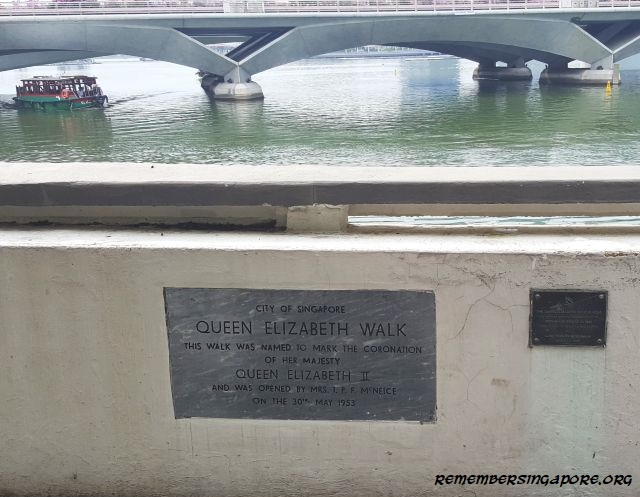 CITY OF SINGAPORE
QUEEN ELIZABETH WALK
THIS WALK WAS NAMED TO MARK THE CORONATION
OF HER MAJESTY
QUEEN ELIZABETH II
AND WAS OPENED BY MRS. T. P. F. McNEICE
ON THE 30TH MAY 1953
REMEMBERSINGAPORE.ORG